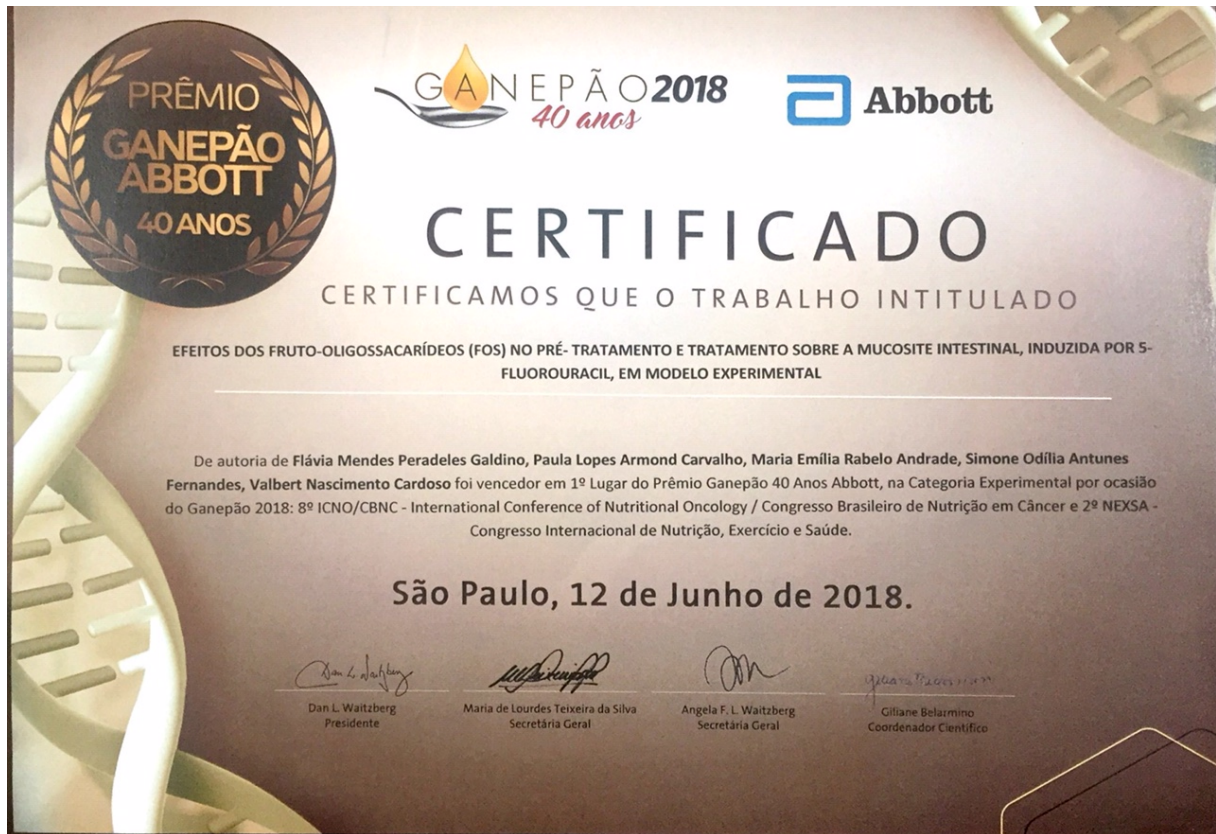 PRÊMIO
GANEPÃO
ABBOTT
40 ANOS
GANEPÃO 2018
40 anos
Abbott
CERTIFICADO
CERTIFICAMOS QUE O TRABALHO INTITULADO
EFEITOS DOS FRUTO-OLIGOSSACARÍDEOS (FOS) NO PRÉ- TRATAMENTO E TRATAMENTO SOBRE A MUCOSITE INTESTINAL, INDUZIDA POR 5-
FLUOROURACIL, EM MODELO EXPERIMENTAL
De autoria de Flávia Mendes Peradeles Galdino, Paula Lopes Armond Carvalho, Maria Emília Rabelo Andrade, Simone Odília Antunes
Fernandes, Valbert Nascimento Cardoso foi vencedor em 1º Lugar do Prêmio Ganepão 40 Anos Abbott, na Categoria Experimental por ocasião
do Ganepão 2018: 8º ICNO/CBNC - International Conference of Nutritional Oncology / Congresso Brasileiro de Nutrição em Câncer e 2º NEXSA -
Congresso Internacional de Nutrição, Exercício e Saúde.
São Paulo, 12 de Junho de 2018.
Dan L. Waitzberg
Presidente
Maria de Lourdes Teixeira da Silva
Secretária Geral
Angela F. L. Waitzberg
Secretária Geral
Giliane Belarmino
Coordenador Científico